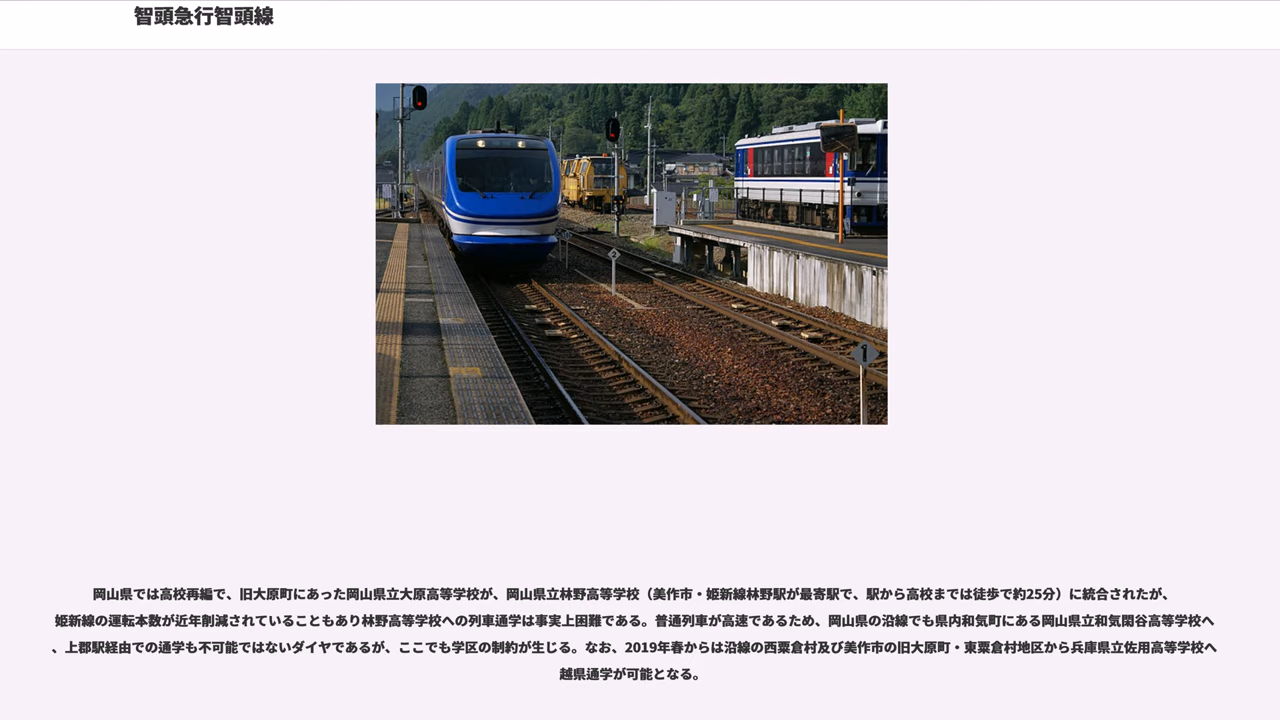 智頭急行智頭線
2
1
岡山県では高校再編で、旧大原町にあった岡山県立大原高等学校が、岡山県立林野高等学校（美作市・姫新線林野駅が最寄駅で、駅から高校までは徒歩で約25分）に統合されたが、
姫新線の運転本数が近年削減されていることもあり林野高等学校への列車通学は事実上困難である。普通列車が高速であるため、岡山県の沿線でも県内和気町にある岡山県立和気閑谷高等学校へ
、上郡駅経由での通学も不可能ではないダイヤであるが、ここでも学区の制約が生じる。なお、2019年春からは沿線の西粟倉村及び美作市の旧大原町・東粟倉村地区から兵庫県立佐用高等学校へ
越県通学が可能となる。